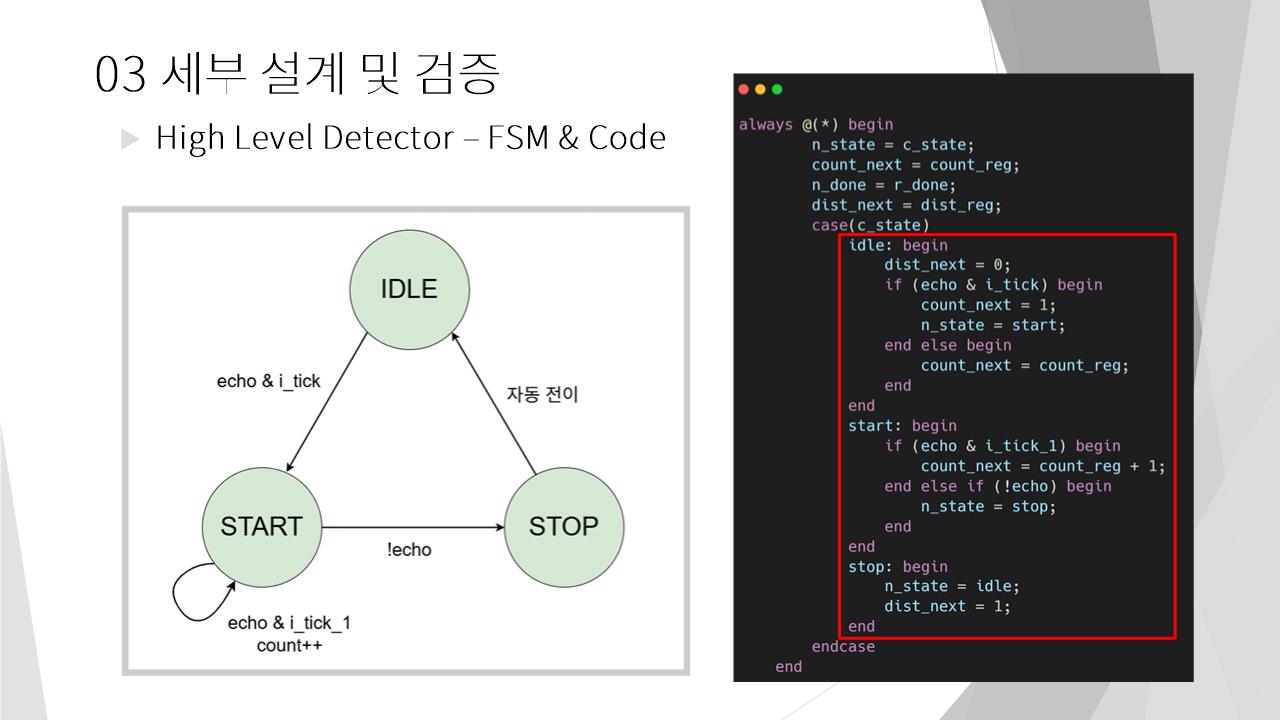 03 세부 설계 및 검증
High Level Detector – FSM & Code
IDLE
echo & i_tick
자동 전이
START
STOP
!echo
echo & i_tick_1
count++
always @(*) begin
n_state = c_state;
count_next = count_reg;
n_done = r_done;
dist_next = dist_reg;
case(c_state)
idle: begin
dist_next = 0;
if (echo & i_tick) begin
count_next = 1;
n_state = start;
end else begin
count_next = count_reg;
end
end
start: begin
if (echo & i_tick_1) begin
count_next = count_reg + 1;
end else if (!echo) begin
n_state = stop;
end
end
stop: begin
n_state = idle;
dist_next = 1;
end
endcase
end